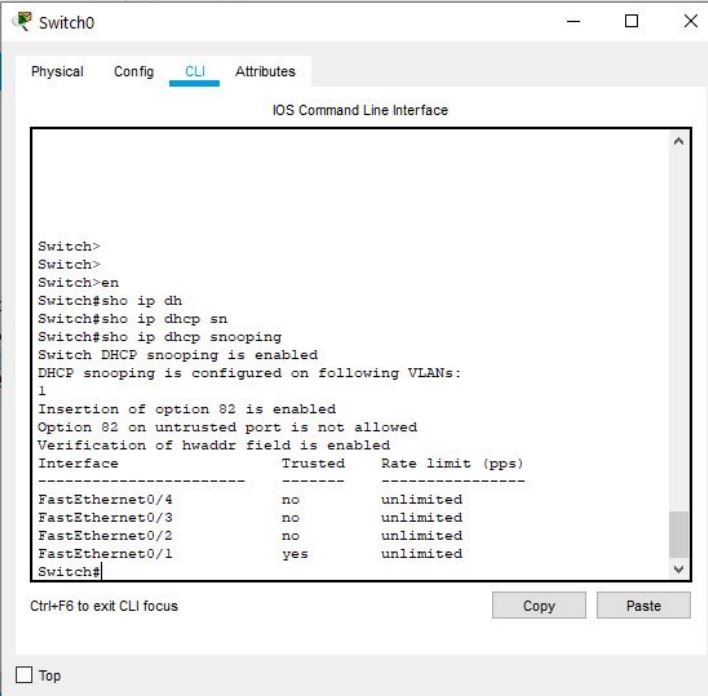 Switch0
Physical Config CLI Attributes
IOS Command Line Interface
Switch>
Switch>
Switch>en
Switch#sho ip dh
Switch#sho ip dhcp sn
Switch#sho ip dhcp snooping
Switch DHCP snooping is enabled
DHCP snooping is configured on following VLANs:
1
Insertion of option 82 is enabled
Option 82 on untrusted port is not allowed
Verification of hwaddr field is enabled
Interface Trusted Rate limit (pps)
----------------------- ------- ----------------
FastEthernet0/4 no unlimited
FastEthernet0/3 no unlimited
FastEthernet0/2 no unlimited
FastEthernet0/1 yes unlimited
Switch#
Ctrl+F6 to exit CLI focus Copy Paste
Top